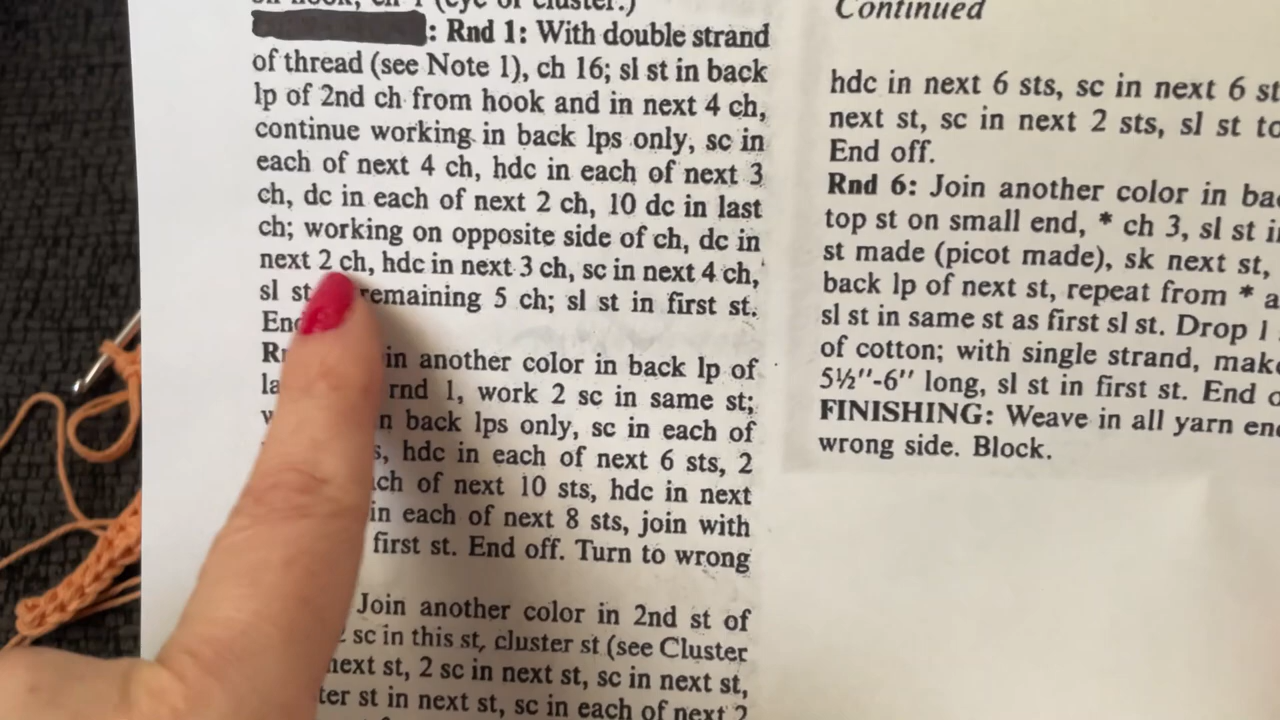 ch 1 (eye of cluster.)
: Rnd 1: With double strand
of thread (see Note 1), ch 16; sl st in back
lp of 2nd ch from hook and in next 4 ch,
continue working in back lps only, sc in
each of next 4 ch, hdc in each of next 3
ch, dc in each of next 2 ch, 10 dc in last
ch; working on opposite side of ch, dc in
next 2 ch, hdc in next 3 ch, sc in next 4 ch,
sl st remaining 5 ch; sl st in first st.
in another color in back lp of
rnd 1, work 2 sc in same st;
back lps only, sc in each of
hdc in each of next 6 sts, 2
of next 10 sts, hdc in next
in each of next 8 sts, join with
first st. End off. Turn to wrong
Join another color in 2nd st of
sc in this st, cluster st (see Cluster
next st, 2 sc in next st, sc in next st,
st in next st, sc in each of next 2
Continued
hdc in next 6 sts, sc in next 6
next st, sc in next 2 sts, sl st
End off.
Rnd 6: Join another color in
top st on small end, * ch 3, sl st
st made (picot made), sk next st,
back lp of next st, repeat from *
sl st in same st as first sl st. Drop 1
of cotton; with single strand,
5½"-6" long, sl st in first st. End
FINISHING: Weave in all yarn
wrong side. Block.